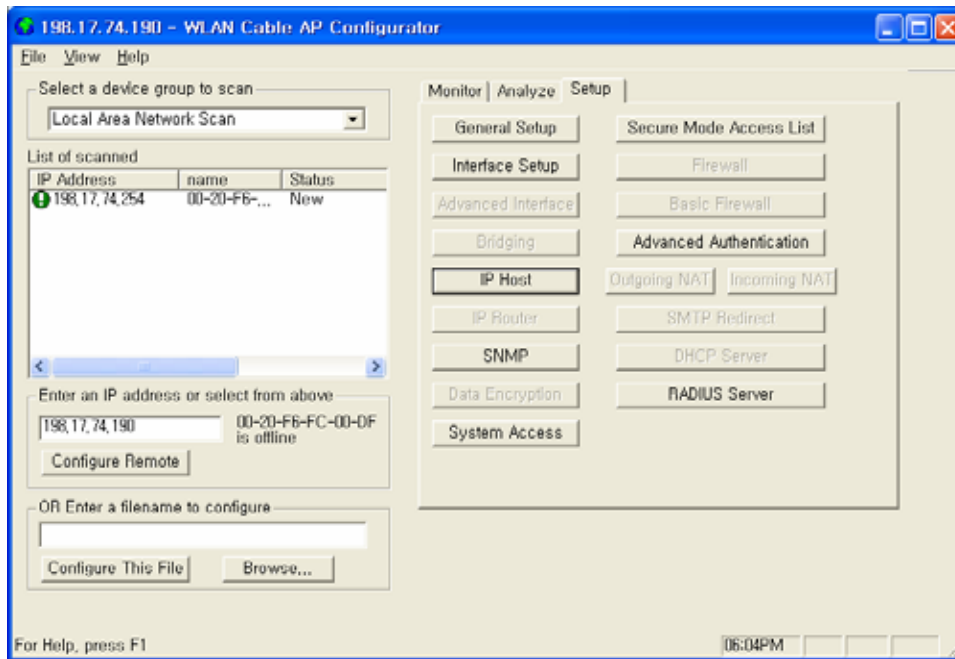 198.17.74.190 - WLAN Cable AP Configurator
File View Help
Select a device group to scan
Local Area Network Scan
List of scanned
IP Address name Status
198,17,74,254 00-20-F6-... New
Enter an IP address or select from above
198,17,74,190
00-20-F6-FC-00-DF
is offline
Configure Remote
OR Enter a filename to configure
Configure This File Browse...
Monitor Analyze Setup
General Setup Secure Mode Access List
Interface Setup Firewall
Advanced Interface Basic Firewall
Bridging Advanced Authentication
IP Host Outgoing NAT Incoming NAT
IP Router SMTP Redirect
SNMP DHCP Server
Data Encryption RADIUS Server
System Access
For Help, press F1 06:04PM